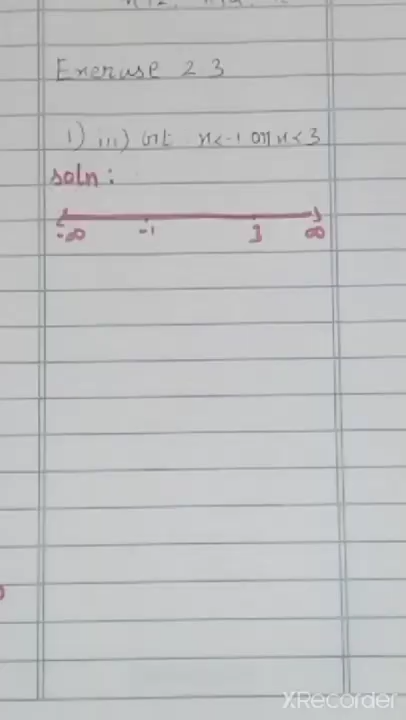 Exercise 2 3
1) iii) x<-1 or x<3
soln:
-∞ -1 3 ∞
XRecorder